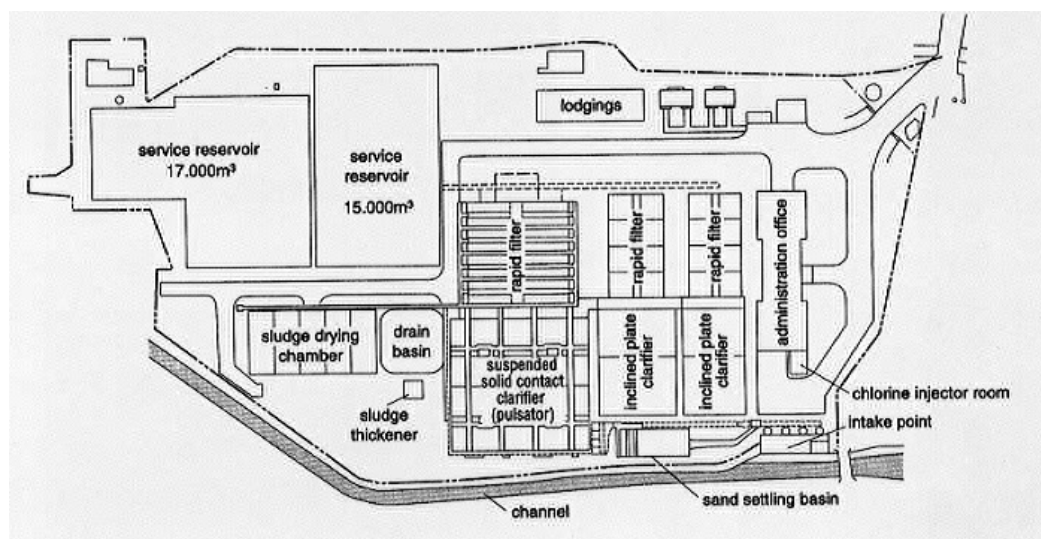 lodgings
service reservoir
17.000m³
service
reservoir
15.000m³
rapid filter
rapid filter
rapid filter
administration office
sludge drying
chamber
drain
basin
suspended
solid contact
clarifier
(pulsator)
inclined plate
clarifier
inclined plate
clarifier
sludge
thickener
chlorine injector room
intake point
sand settling basin
channel